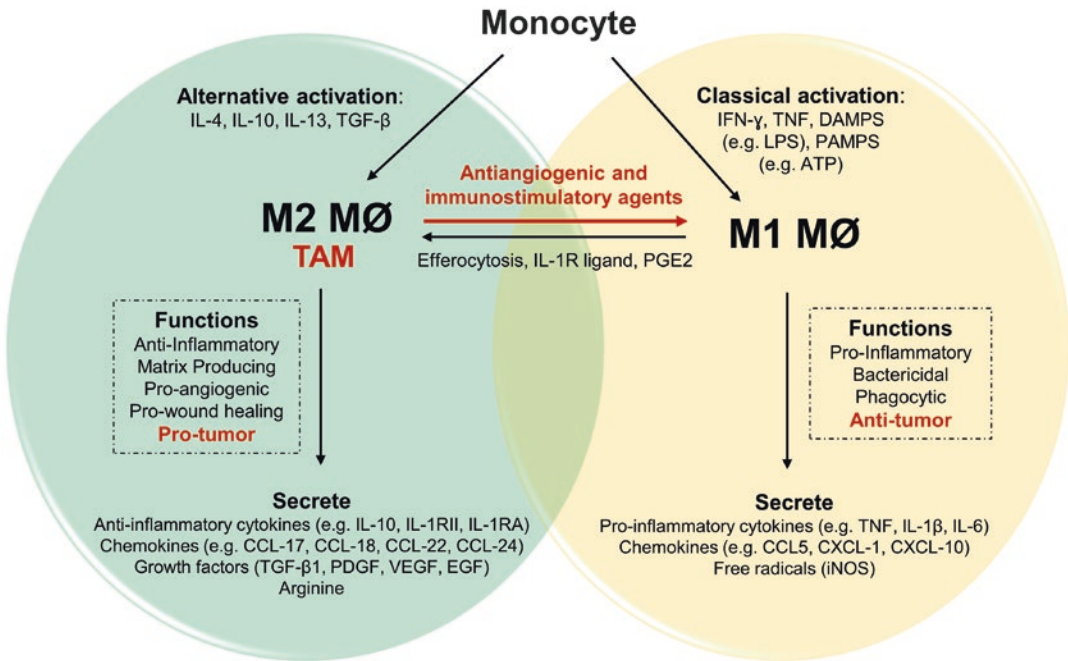 Monocyte
Alternative activation:
IL-4, IL-10, IL-13, TGF-β
Classical activation:
IFN-ɣ, TNF, DAMPS
(e.g. LPS), PAMPS
(e.g. ATP)
Antiangiogenic and
immunostimulatory agents
M2 MØ
TAM
M1 MØ
Efferocytosis, IL-1R ligand, PGE2
Functions
Anti-Inflammatory
Matrix Producing
Pro-angiogenic
Pro-wound healing
Pro-tumor
Functions
Pro-Inflammatory
Bactericidal
Phagocytic
Anti-tumor
Secrete
Anti-inflammatory cytokines (e.g. IL-10, IL-1RII, IL-1RA)
Chemokines (e.g. CCL-17, CCL-18, CCL-22, CCL-24)
Growth factors (TGF-β1, PDGF, VEGF, EGF)
Arginine
Secrete
Pro-inflammatory cytokines (e.g. TNF, IL-1β, IL-6)
Chemokines (e.g. CCL5, CXCL-1, CXCL-10)
Free radicals (iNOS)